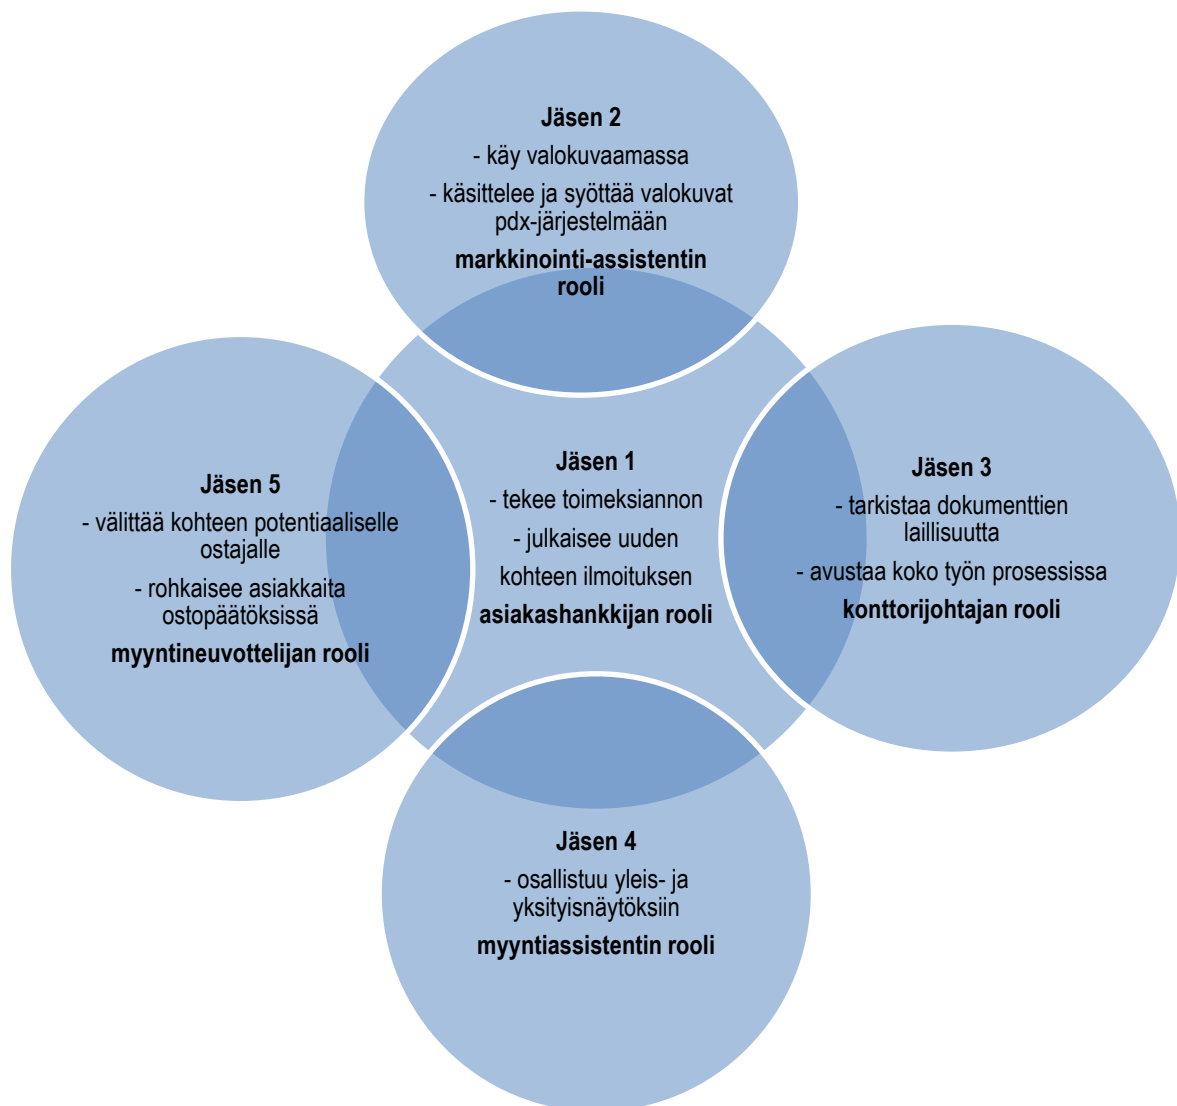 Jäsen 2
- käy valokuvaamassa
- käsittelee ja syöttää valokuvat
pdx-järjestelmään
markkinointi-assistentin
rooli
Jäsen 5
- välittää kohteen potentiaaliselle
ostajalle
- rohkaisee asiakkaita
ostopäätöksissä
myyntineuvottelijan rooli
Jäsen 1
- tekee toimeksiannon
- julkaisee uuden
kohteen ilmoituksen
asiakashankkijan rooli
Jäsen 3
- tarkistaa dokumenttien
laillisuutta
- avustaa koko työn prosessissa
konttorijohtajan rooli
Jäsen 4
- osallistuu yleis- ja
yksityisnäytöksiin
myyntiassistentin rooli